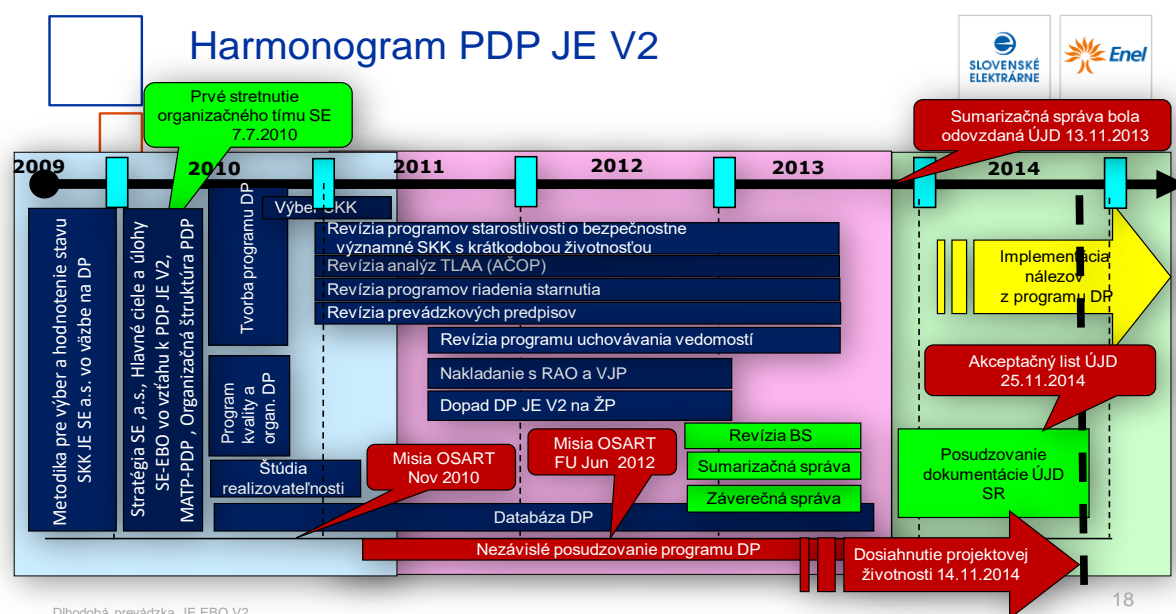 Harmonogram PDP JE V2
SLOVENSKÉ
ELEKTRÁRNE
Enel
Prvé stretnutie
organizačného tímu SE
7.7.2010
Sumarizačná správa bola
odovzdaná ÚJD 13.11.2013
2009
2010
2011
2012
2013
2014
Metodika pre výber a hodnotenie stavu
SKK JE SE a.s. vo väzbe na DP
Stratégia SE ,a.s., Hlavné ciele a úlohy
SE-EBO vo vzťahu k PDP JE V2,
MATP-PDP , Organizačná štruktúra PDP
Tvorba programu DP
Program
kvality a
organ. DP
Štúdia
realizovateľnosti
Výber SKK
Revízia programov starostlivosti o bezpečnostne
významné SKK s krátkodobou životnosťou
Revízia analýz TLAA (AČOP)
Revízia programov riadenia starnutia
Revízia prevádzkových predpisov
Revízia programu uchovávania vedomostí
Nakladanie s RAO a VJP
Dopad DP JE V2 na ŽP
Revízia BS
Sumarizačná správa
Záverečná správa
Misia OSART
Nov 2010
Misia OSART
FU Jun 2012
Databáza DP
Nezávislé posudzovanie programu DP
Implementácia
nálezov
z programu DP
Akceptačný list ÚJD
25.11.2014
Posudzovanie
dokumentácie ÚJD
SR
Dosiahnutie projektovej
životnosti 14.11.2014
Dlhodobá prevádzka JE EBO V2
18